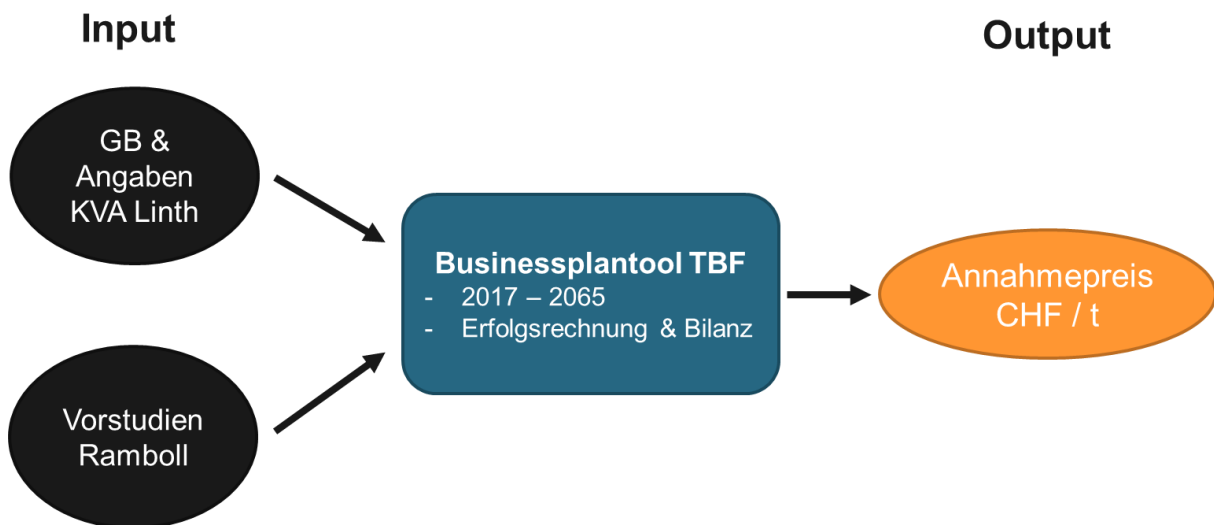 Input
Output
GB &
Angaben
KVA Linth
Businessplantool TBF
- 2017 – 2065
- Erfolgsrechnung & Bilanz
Annahmepreis
CHF / t
Vorstudien
Ramboll